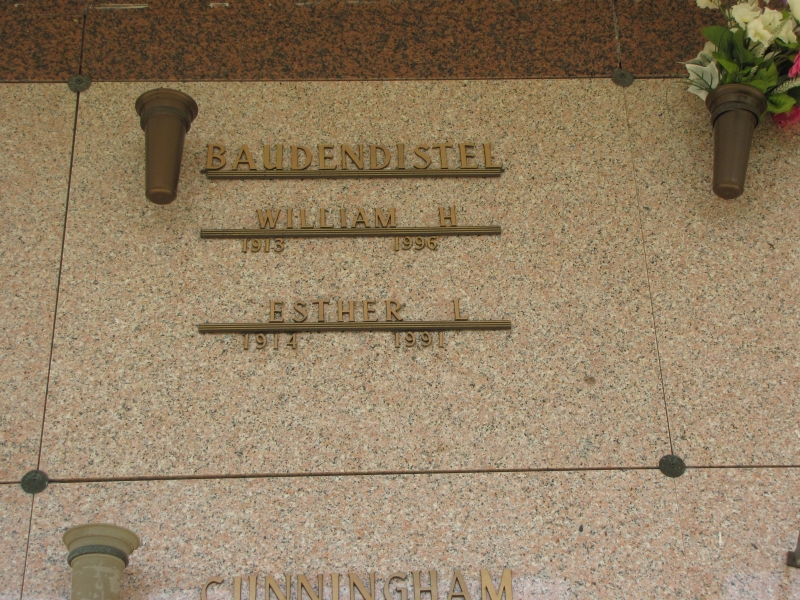 BAUDENDISTEL
WILLIAM H
1913 1996
ESTHER L
1914 1991
CUNNINGHAM